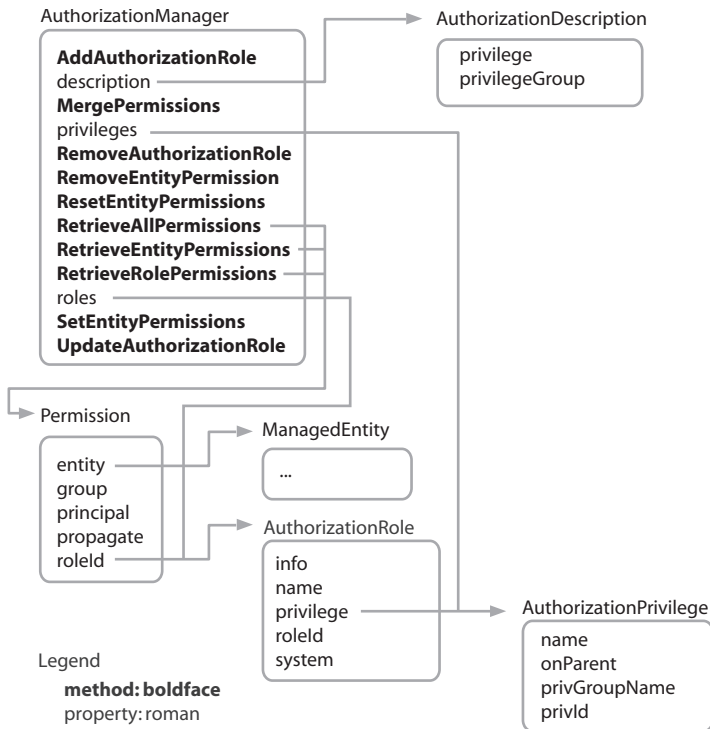 AuthorizationManager
AddAuthorizationRole
description
MergePermissions
privileges
RemoveAuthorizationRole
RemoveEntityPermission
ResetEntityPermissions
RetrieveAllPermissions
RetrieveEntityPermissions
RetrieveRolePermissions
roles
SetEntityPermissions
UpdateAuthorizationRole
AuthorizationDescription
privilege
privilegeGroup
Permission
entity
group
principal
propagate
roleId
ManagedEntity
...
AuthorizationRole
info
name
privilege
roleId
system
AuthorizationPrivilege
name
onParent
privGroupName
privId
Legend
method: boldface
property: roman